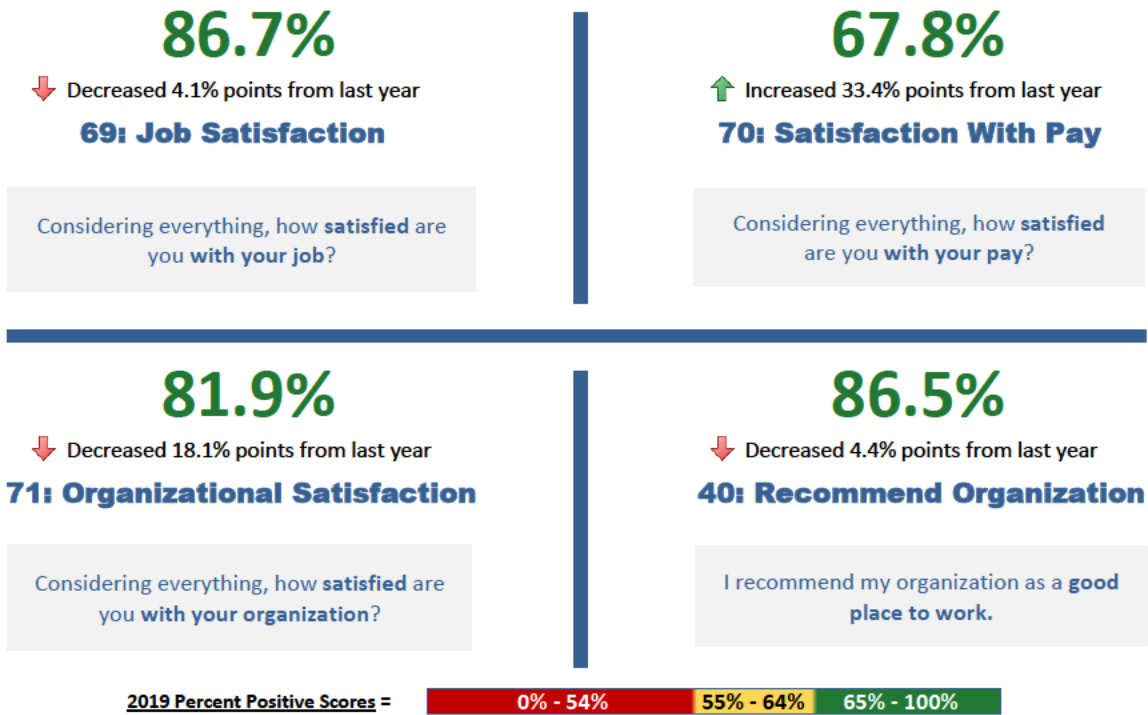 86.7%
Decreased 4.1% points from last year
69: Job Satisfaction
Considering everything, how satisfied are
you with your job?
67.8%
Increased 33.4% points from last year
70: Satisfaction With Pay
Considering everything, how satisfied
are you with your pay?
81.9%
Decreased 18.1% points from last year
71: Organizational Satisfaction
Considering everything, how satisfied are
you with your organization?
86.5%
Decreased 4.4% points from last year
40: Recommend Organization
I recommend my organization as a good
place to work.
2019 Percent Positive Scores = 0% - 54% 55% - 64% 65% - 100%